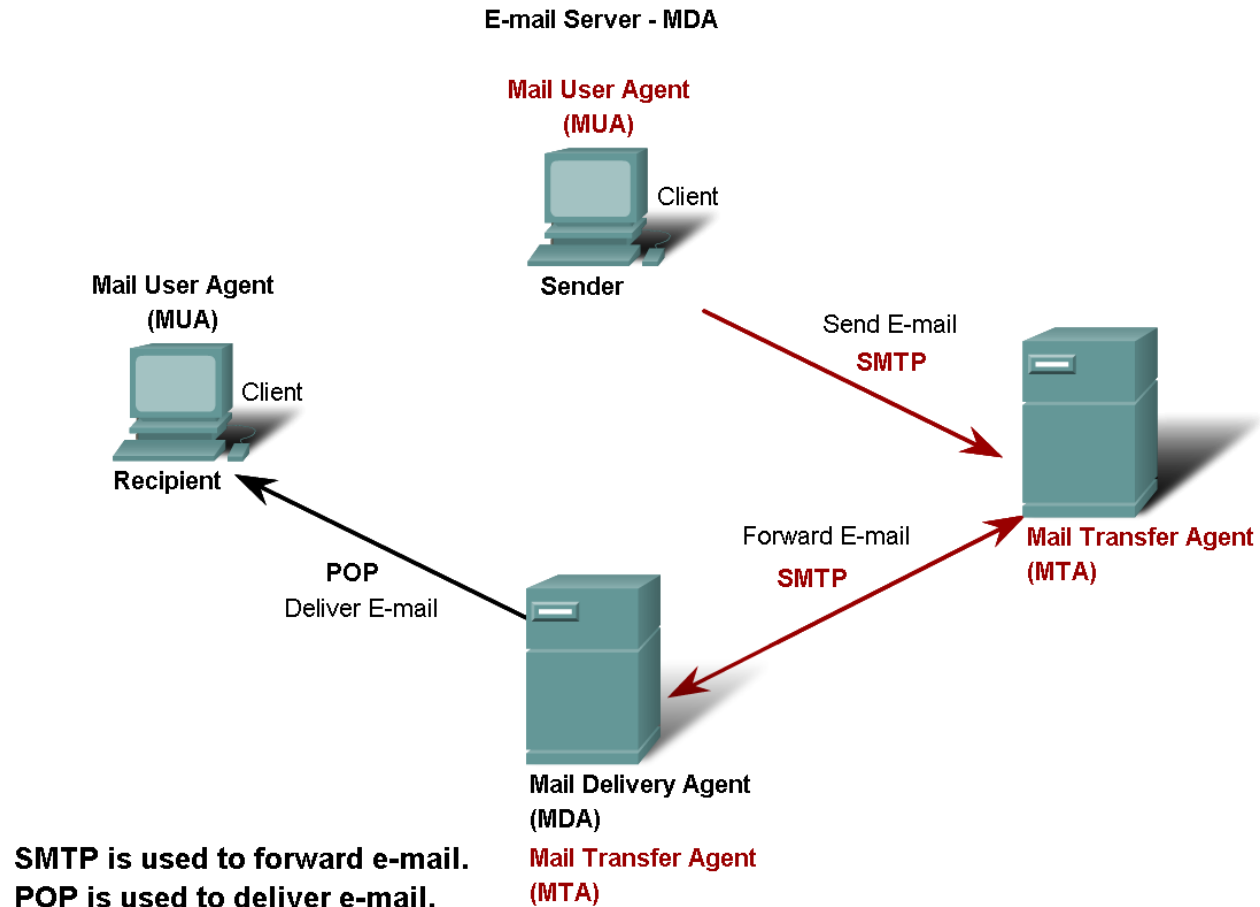 E-mail Server - MDA
Mail User Agent
(MUA)
Client
Sender
Mail User Agent
(MUA)
Client
Recipient
Send E-mail
SMTP
Mail Transfer Agent
(MTA)
Forward E-mail
SMTP
POP
Deliver E-mail
Mail Delivery Agent
(MDA)
Mail Transfer Agent
(MTA)
SMTP is used to forward e-mail.
POP is used to deliver e-mail.